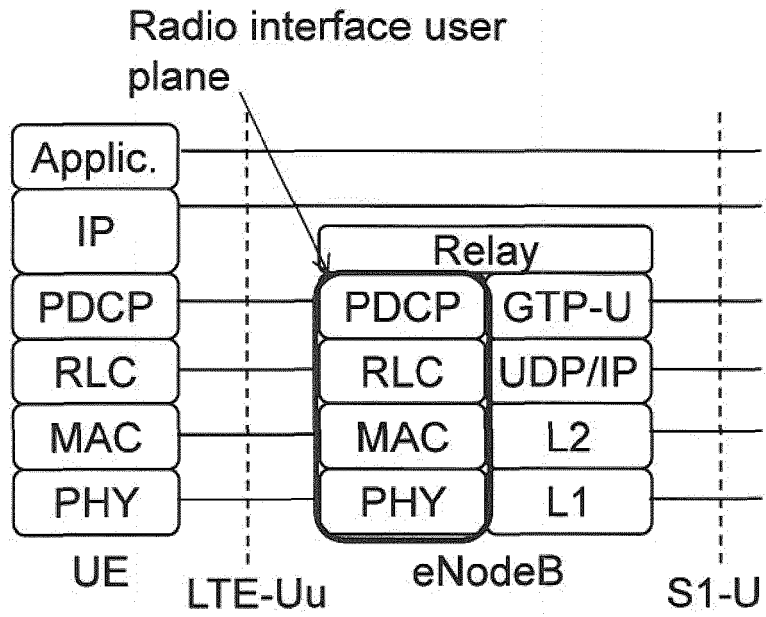 Radio interface user
plane
Applic.
IP
Relay
PDCP
PDCP
GTP-U
RLC
RLC
UDP/IP
MAC
MAC
L2
PHY
PHY
L1
UE
eNodeB
LTE-Uu
S1-U